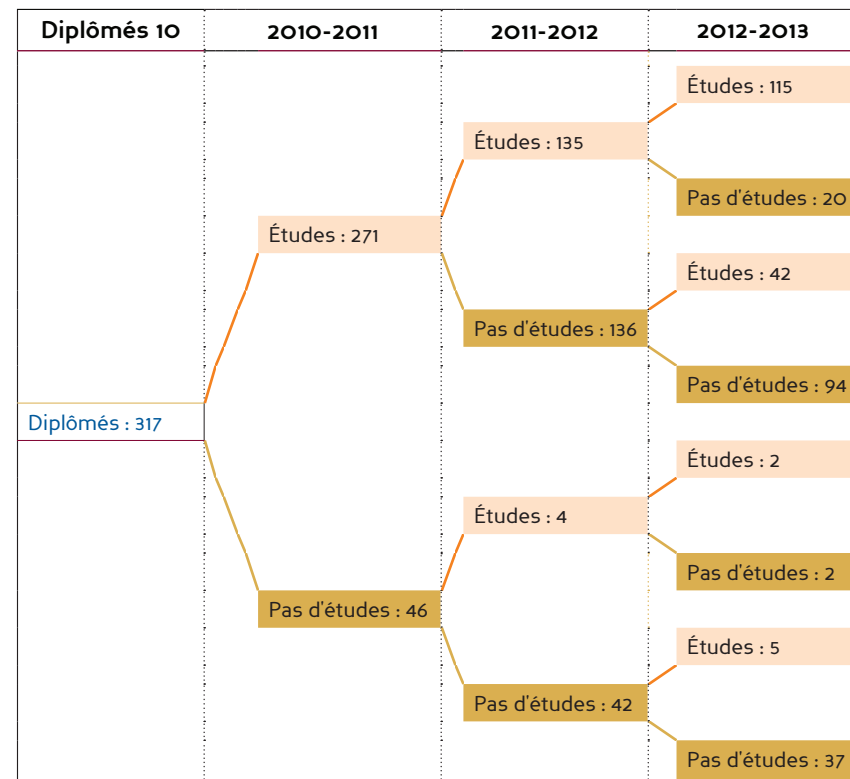 Diplômés 10 2010-2011 2011-2012 2012-2013
Études : 115
Études : 135
Pas d'études : 20
Études : 271
Études : 42
Pas d'études : 136
Pas d'études : 94
Diplômés : 317
Études : 2
Études : 4
Pas d'études : 2
Pas d'études : 46
Études : 5
Pas d'études : 42
Pas d'études : 37